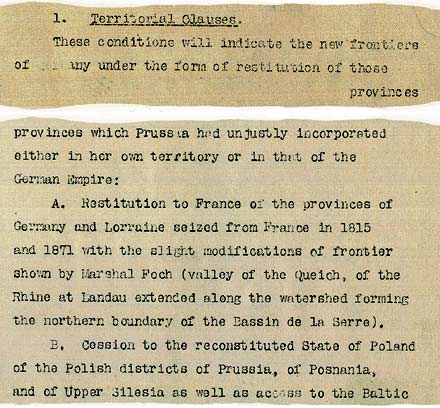 1. Territorial Clauses.
These conditions will indicate the new frontiers
of any under the form of restitution of those
provinces
provinces which Prussia had unjustly incorporated
either in her own territory or in that of the
German Empire:
A. Restitution to France of the provinces of
Germany and Lorraine seized from France in 1815
and 1871 with the slight modifications of frontier
shown by Marshal Foch (valley of the Queich, of the
Rhine at Landau extended along the watershed forming
the northern boundary of the Bassin de la Serre).
B. Cession to the reconstituted State of Poland
of the Polish districts of Prussia, of Posnania,
and of Upper Silesia as well as access to the Baltic